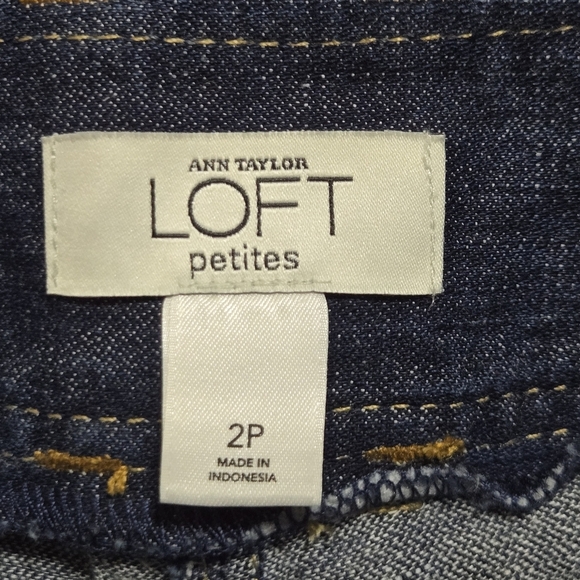 ANN TAYLOR
LOFT
petites
2P
MADE IN
INDONESIA